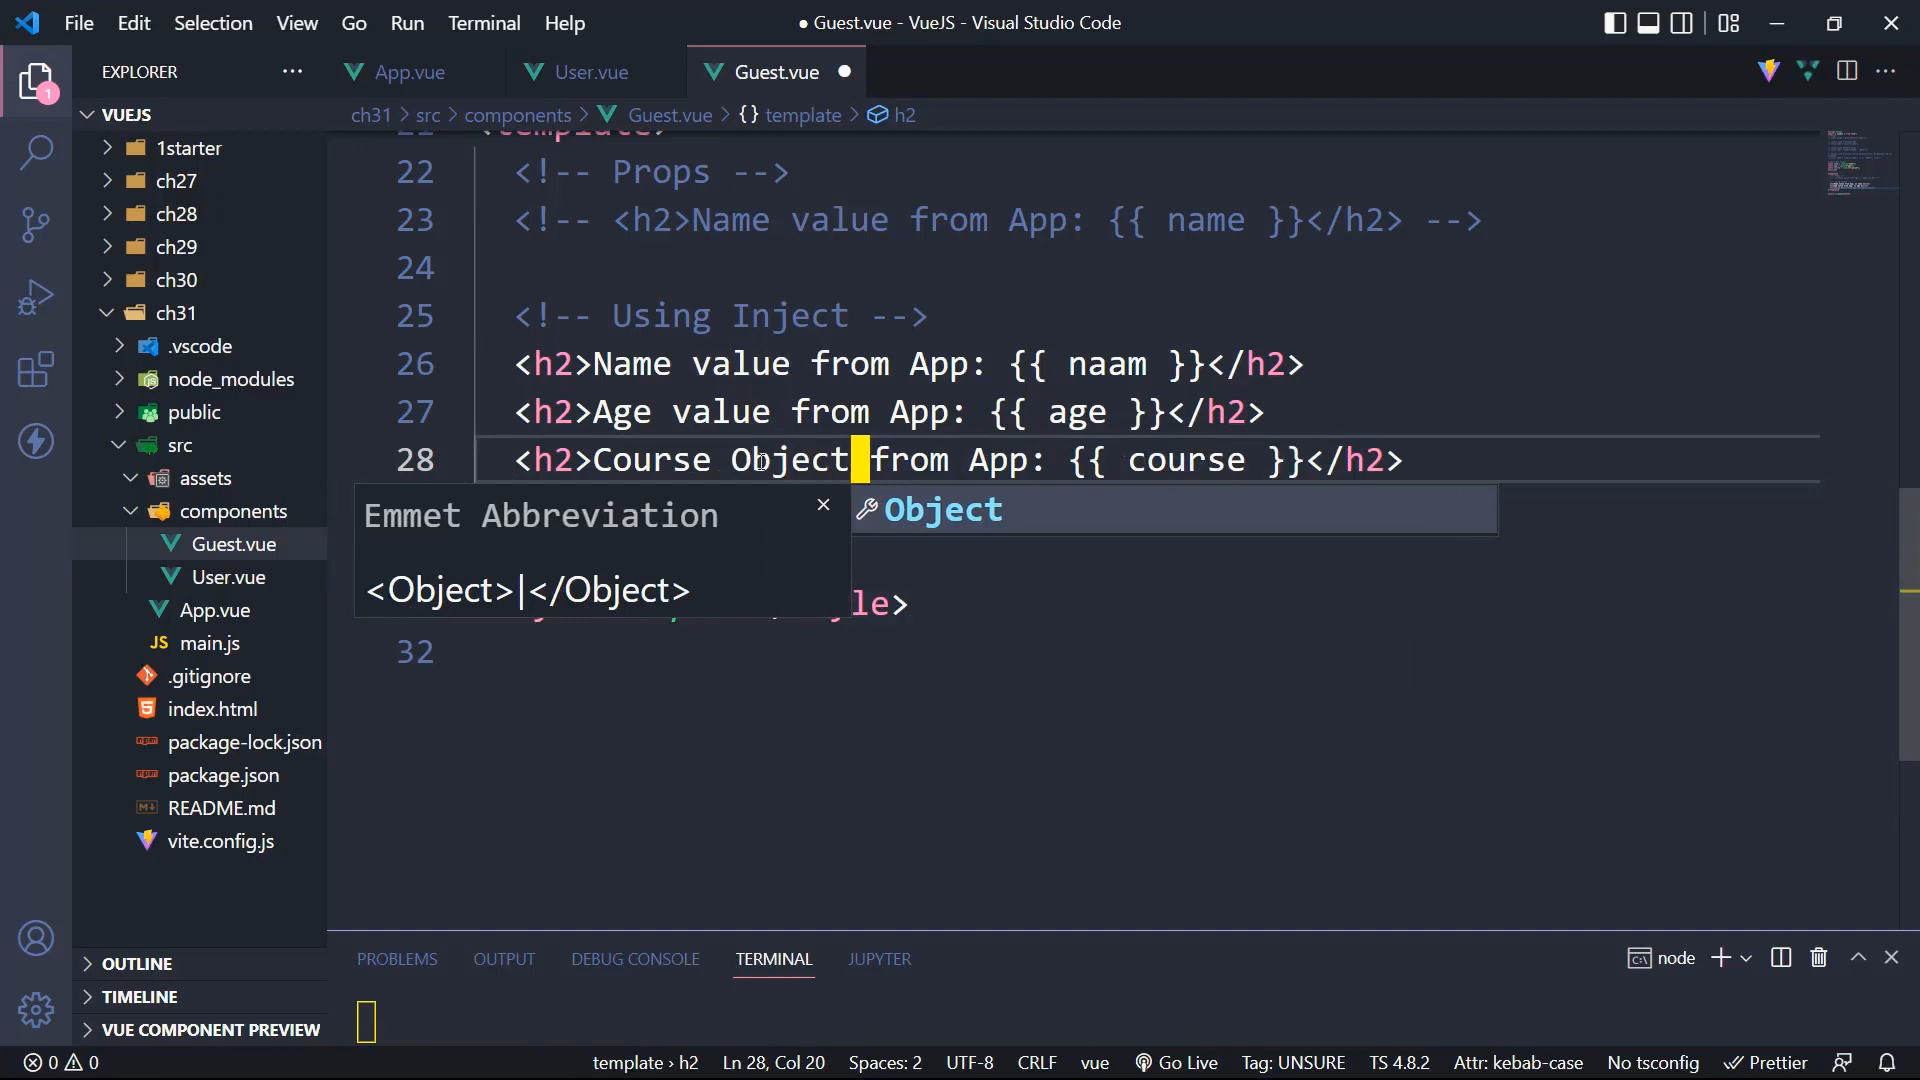 File Edit Selection View Go Run Terminal Help
● Guest.vue - VueJS - Visual Studio Code
EXPLORER
App.vue
User.vue
Guest.vue
1
VUEJS
ch31 > src > components > Guest.vue > {} template > h2
1starter
ch27
ch28
ch29
ch30
ch31
.vscode
node_modules
public
src
assets
components
Guest.vue
User.vue
App.vue
JS main.js
.gitignore
index.html
package-lock.json
package.json
README.md
vite.config.js
OUTLINE
TIMELINE
VUE COMPONENT PREVIEW
21 <template>
22 <!-- Props -->
23 <!-- <h2>Name value from App: {{ name }}</h2> -->
24
25 <!-- Using Inject -->
26 <h2>Name value from App: {{ naam }}</h2>
27 <h2>Age value from App: {{ age }}</h2>
28 <h2>Course Object from App: {{ course }}</h2>
Emmet Abbreviation
<Object>|</Object>
Object
le>
32
PROBLEMS OUTPUT DEBUG CONSOLE TERMINAL JUPYTER
node
0 0
template › h2 Ln 28, Col 20 Spaces: 2 UTF-8 CRLF vue Go Live Tag: UNSURE TS 4.8.2 Attr: kebab-case No tsconfig Prettier